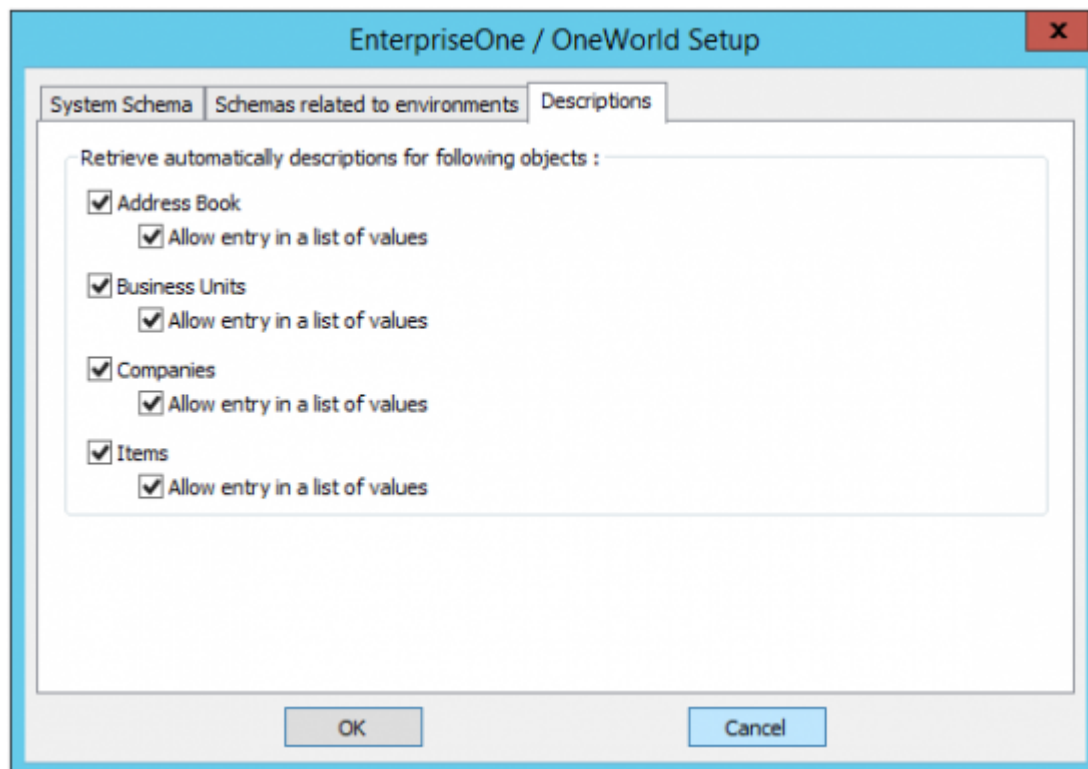 EnterpriseOne / OneWorld Setup
x
System Schema Schemas related to environments Descriptions
Retrieve automatically descriptions for following objects :
Address Book
Allow entry in a list of values
Business Units
Allow entry in a list of values
Companies
Allow entry in a list of values
Items
Allow entry in a list of values
OK Cancel